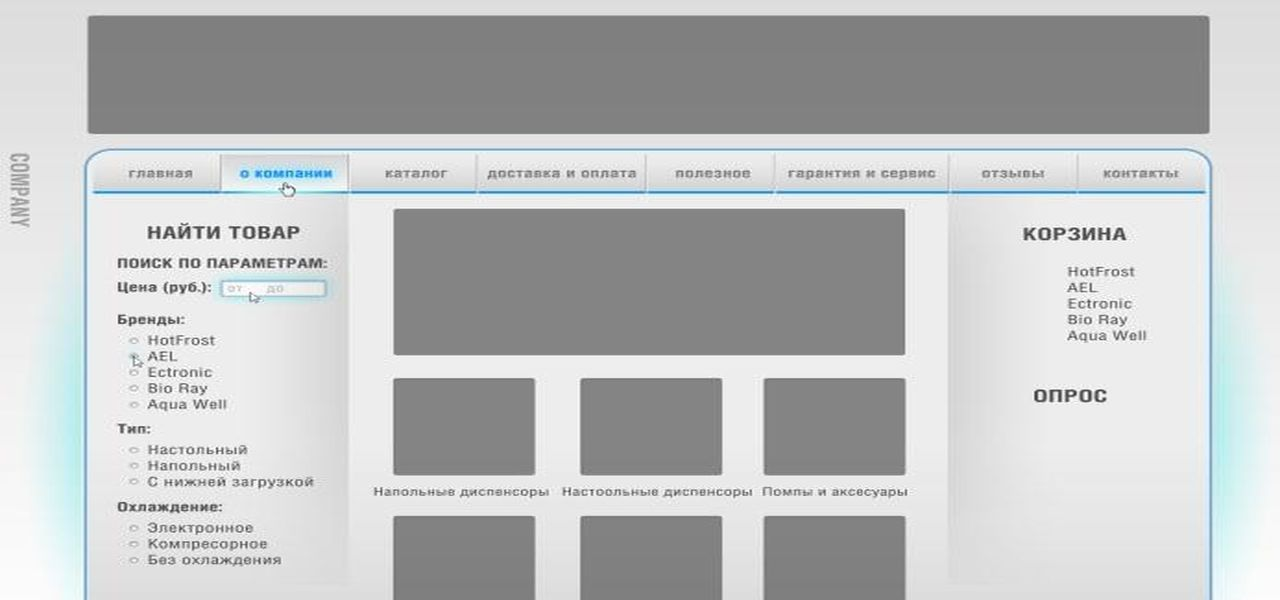 COMPANY
главная о компании каталог доставка и оплата полезное гарантия и сервис отзывы контакты
НАЙТИ ТОВАР
ПОИСК ПО ПАРАМЕТРАМ:
Цена (руб.): от до
Бренды:
HotFrost
AEL
Ectronic
Bio Ray
Aqua Well
Тип:
Настольный
Напольный
С нижней загрузкой
Охлаждение:
Электронное
Компресорное
Без охлаждения
Напольные диспенсоры Настоольные диспенсоры Помпы и аксесуары
КОРЗИНА
HotFrost
AEL
Ectronic
Bio Ray
Aqua Well
ОПРОС